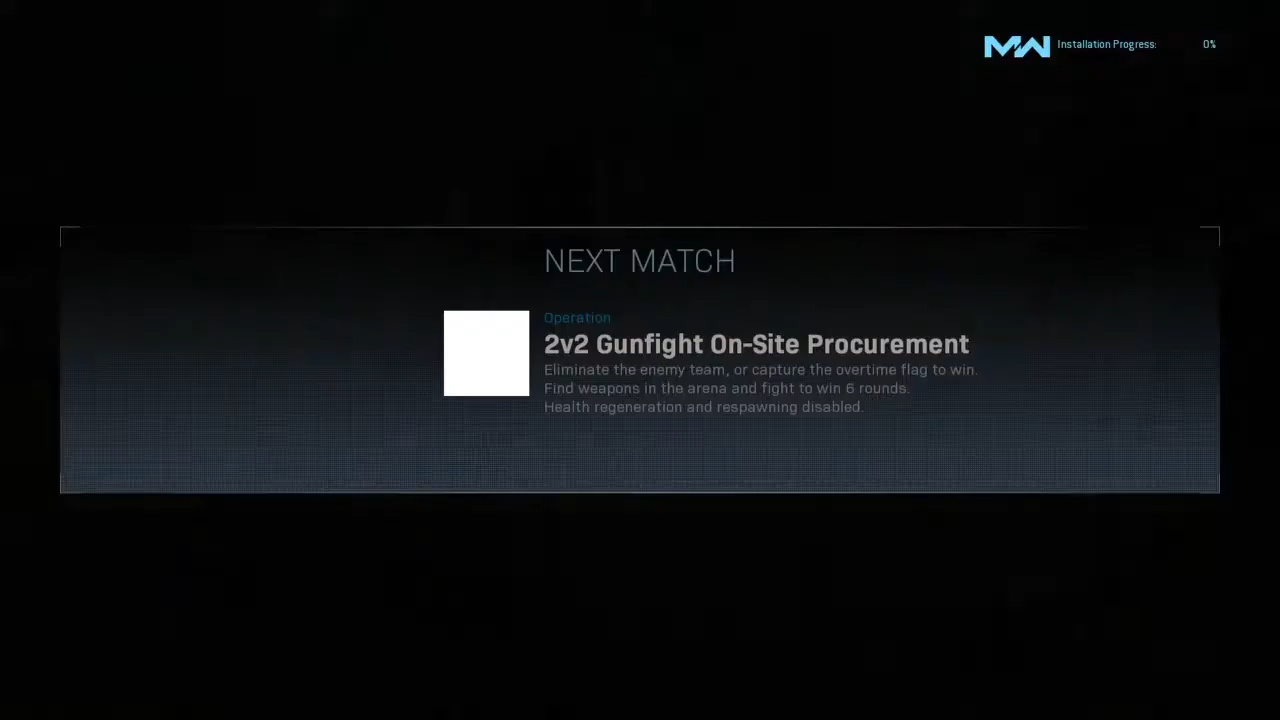 MW Installation Progress: 0%
NEXT MATCH
Operation
2v2 Gunfight On-Site Procurement
Eliminate the enemy team, or capture the overtime flag to win.
Find weapons in the arena and fight to win 6 rounds.
Health regeneration and respawning disabled.